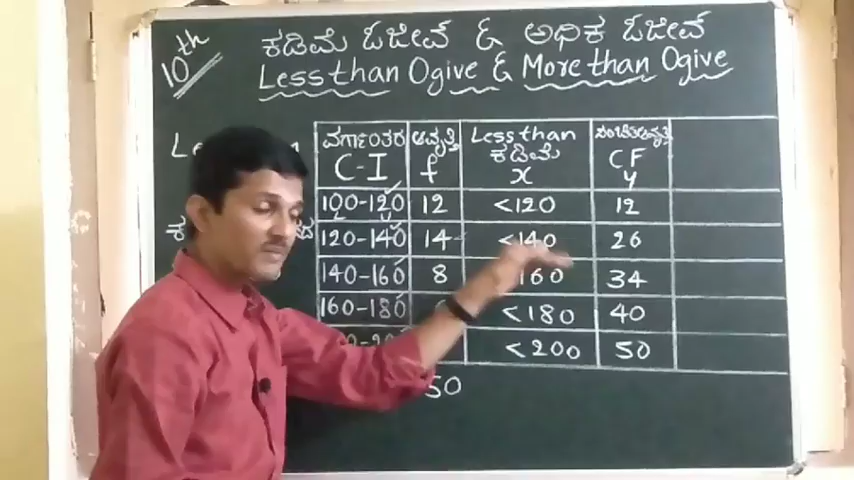 10th
ಕಡಿಮೆ ಓಜೀವ್ & ಅಧಿಕ ಓಜೀವ್
Less than Ogive & More than Ogive
ವರ್ಗಾಂತರ ಆವೃತ್ತಿ Less than ಸಂಚಿತ ಆವೃತ್ತಿ
C-I f ಕಡಿಮೆ CF
x y
100-120 12 <120 12
120-140 14 <140 26
140-160 8 160 34
160-180 <180 40
<200 50
50